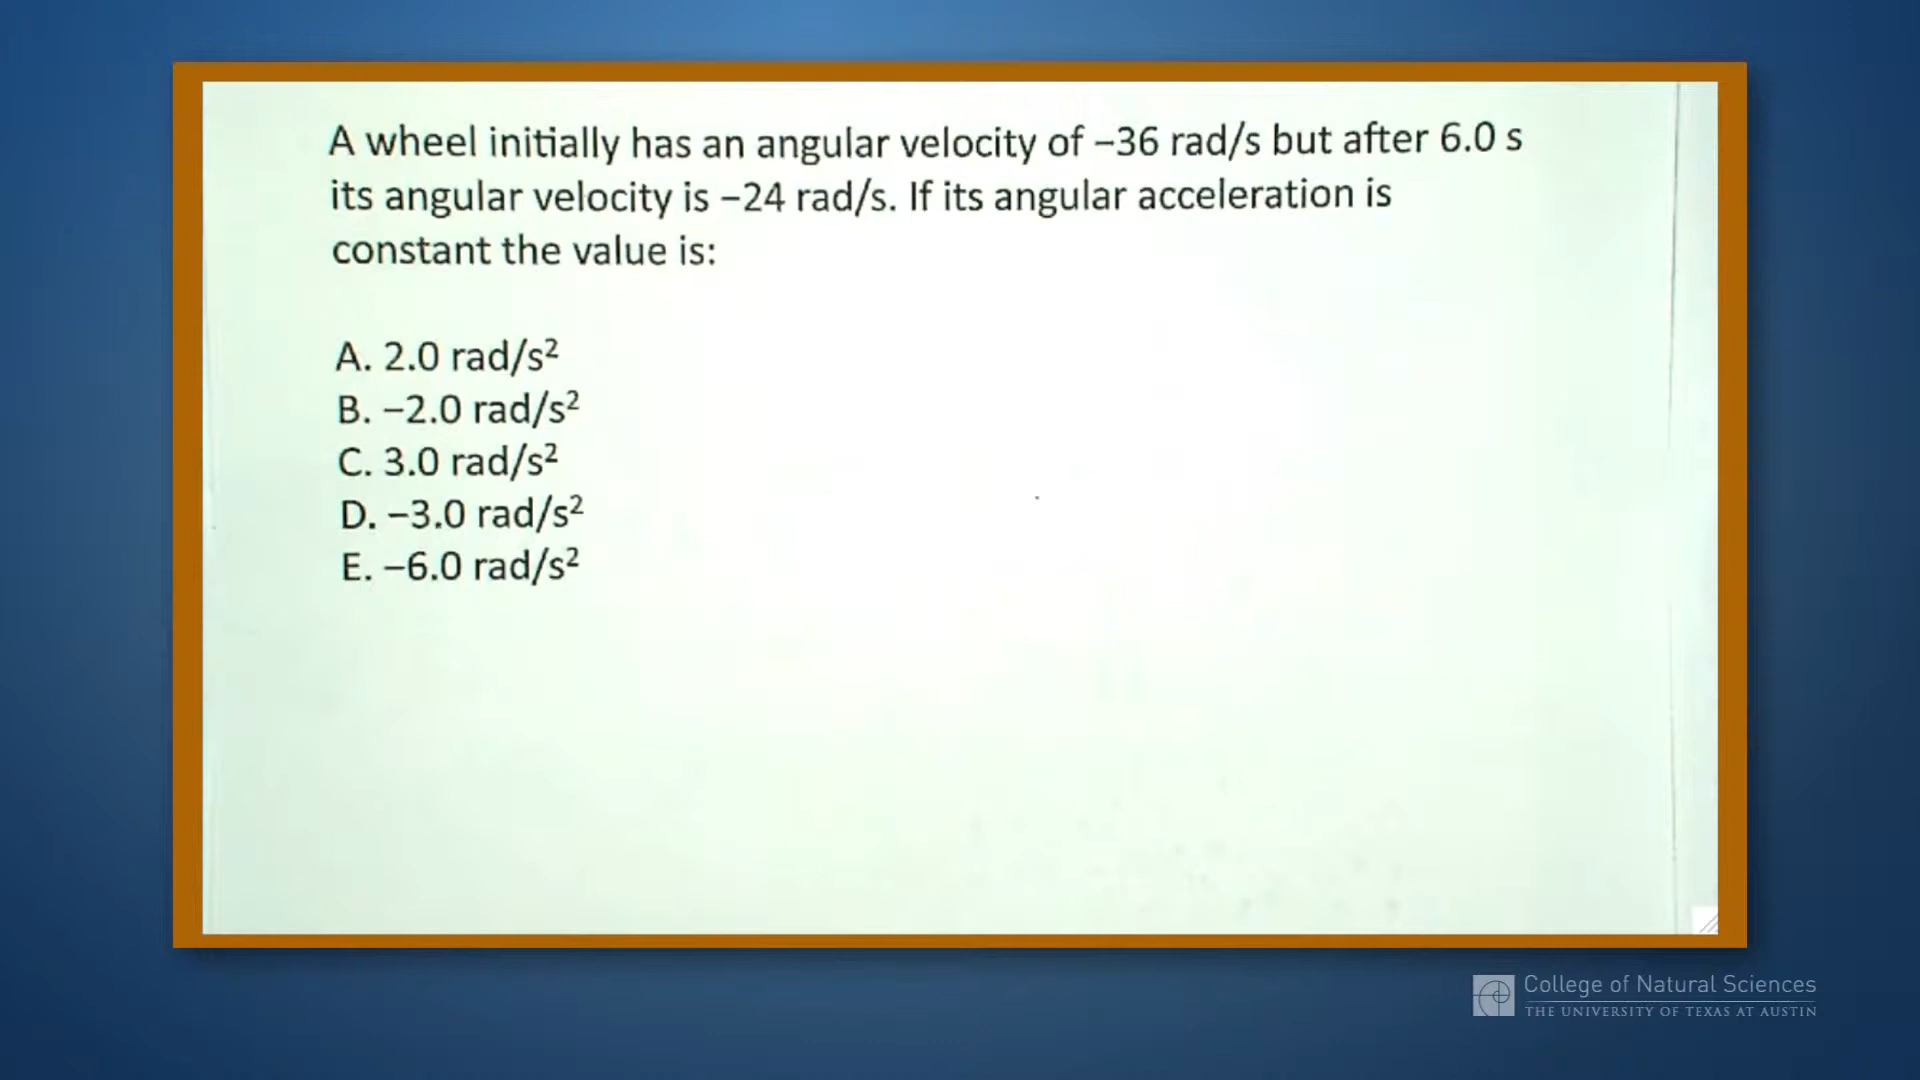 A wheel initially has an angular velocity of −36 rad/s but after 6.0 s
its angular velocity is −24 rad/s. If its angular acceleration is
constant the value is:
A. 2.0 rad/s²
B. −2.0 rad/s²
C. 3.0 rad/s²
D. −3.0 rad/s²
E. −6.0 rad/s²
College of Natural Sciences
THE UNIVERSITY OF TEXAS AT AUSTIN